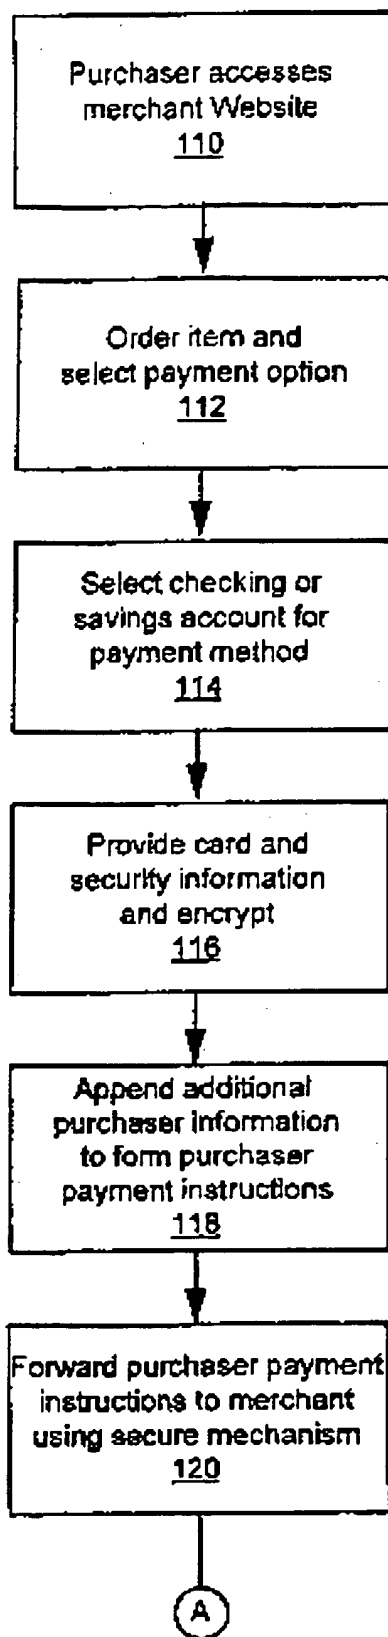 Purchaser accesses
merchant Website
110
Order item and
select payment option
112
Select checking or
savings account for
payment method
114
Provide card and
security information
and encrypt
116
Append additional
purchaser information
to form purchaser
payment instructions
118
Forward purchaser payment
instructions to merchant
using secure mechanism
120
A